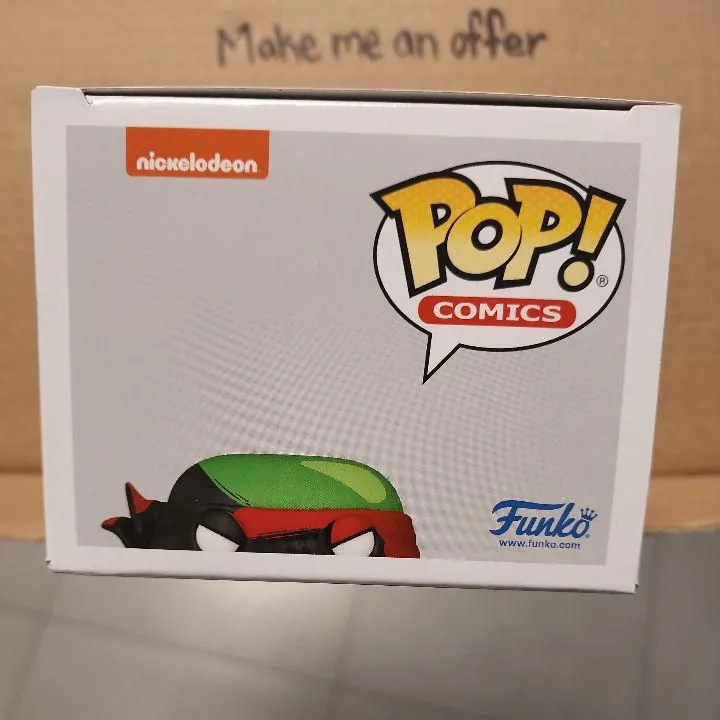 Make me an offer
nickelodeon
POP!®
COMICS
Funko®
www.funko.com